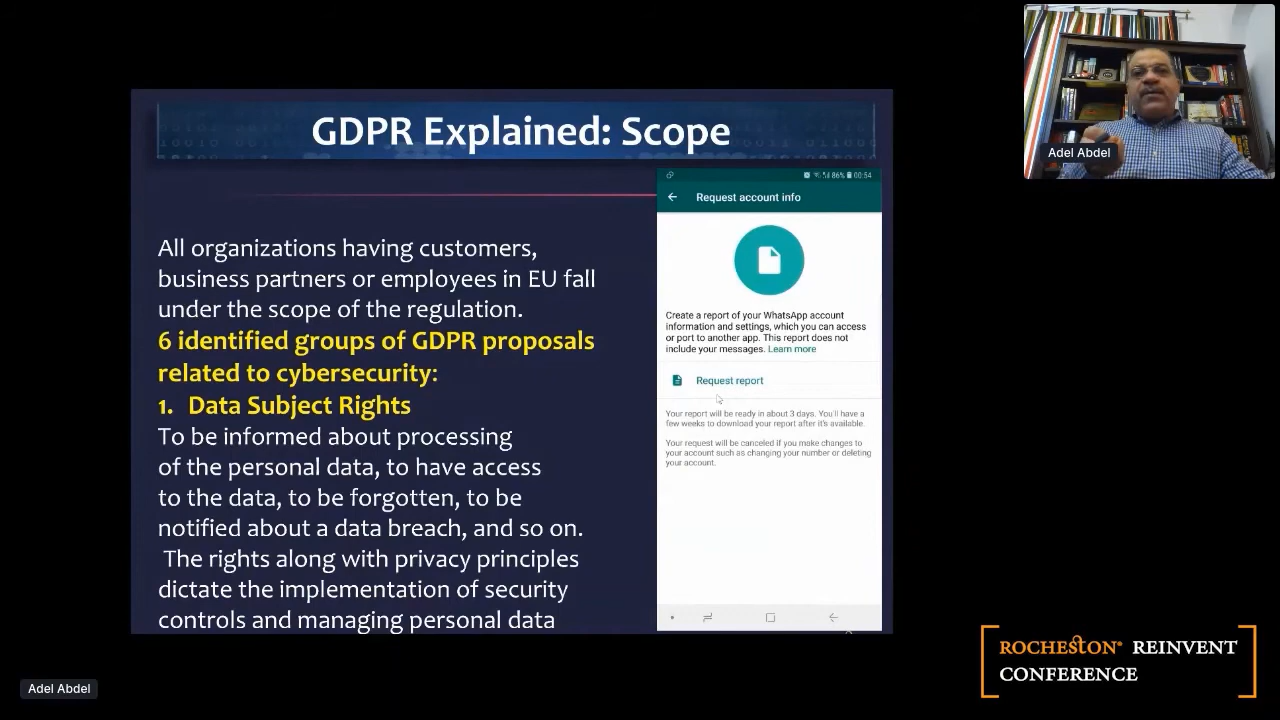 GDPR Explained: Scope
All organizations having customers,
business partners or employees in EU fall
under the scope of the regulation.
6 identified groups of GDPR proposals
related to cybersecurity:
1. Data Subject Rights
To be informed about processing
of the personal data, to have access
to the data, to be forgotten, to be
notified about a data breach, and so on.
The rights along with privacy principles
dictate the implementation of security
controls and managing personal data
86% 00:54
Request account info
Create a report of your WhatsApp account
information and settings, which you can access
or port to another app. This report does not
include your messages. Learn more
Request report
Your report will be ready in about 3 days. You'll have a
few weeks to download your report after it's available.
Your request will be canceled if you make changes to
your account such as changing your number or deleting
your account.
Adel Abdel
ROCHESTON® REINVENT
CONFERENCE
Adel Abdel